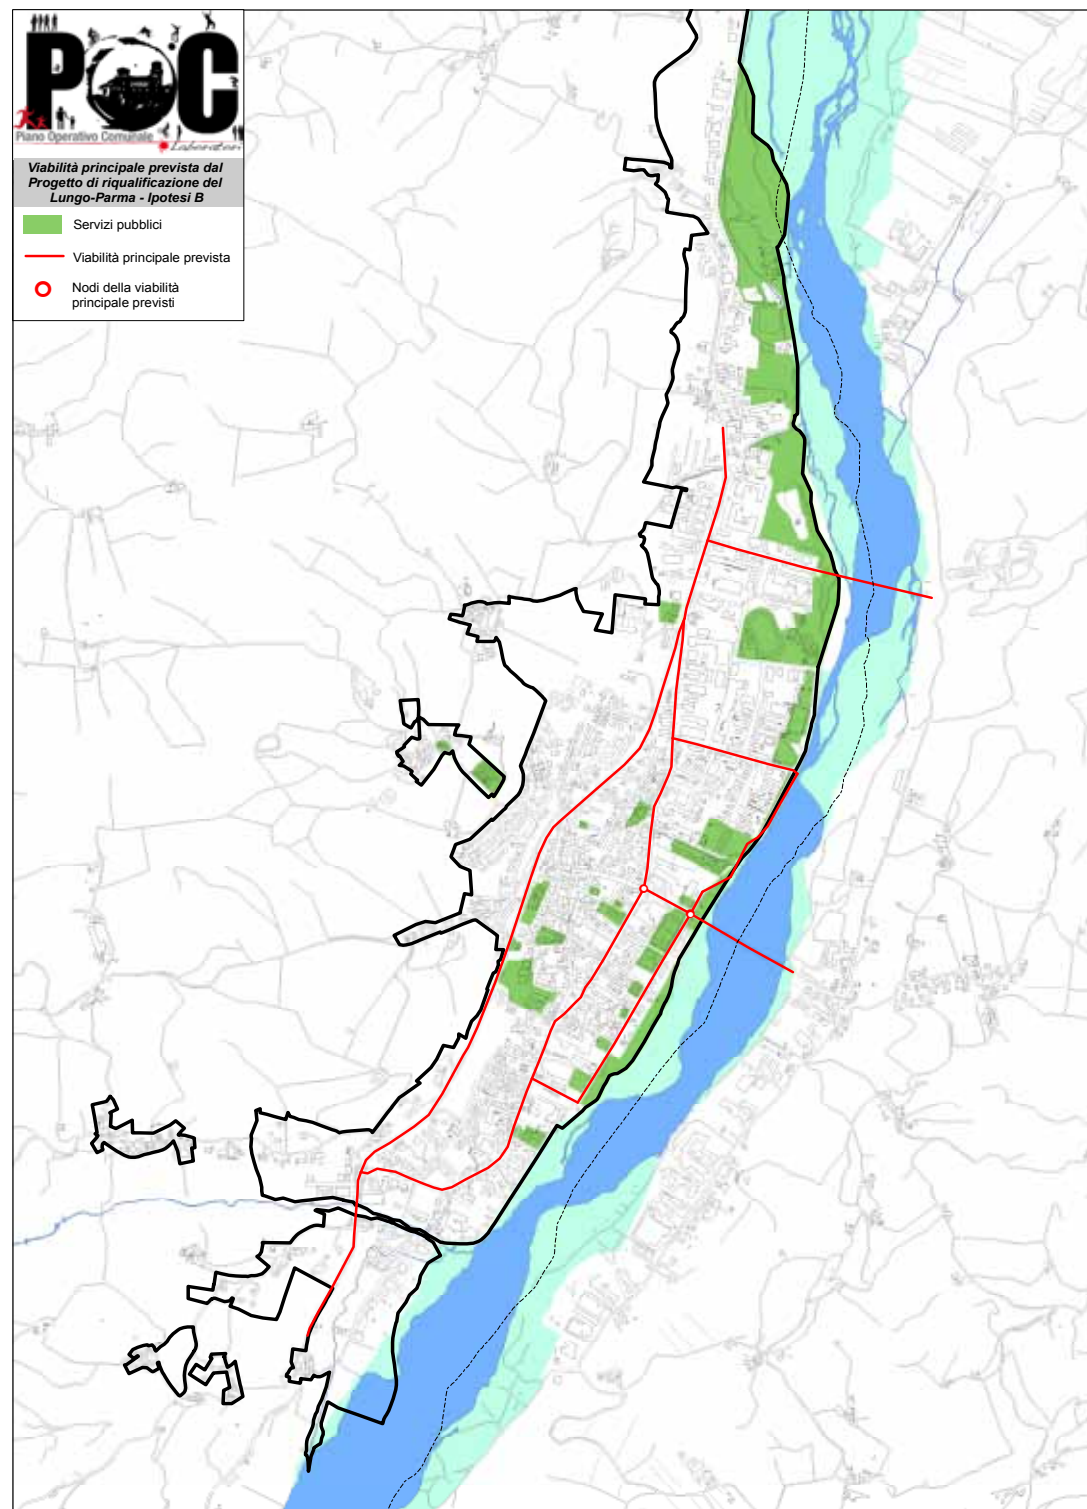 POC
Piano Operativo Comunale
Laboratori
Viabilità principale prevista dal
Progetto di riqualificazione del
Lungo-Parma - Ipotesi B
Servizi pubblici
Viabilità principale prevista
Nodi della viabilità
principale previsti